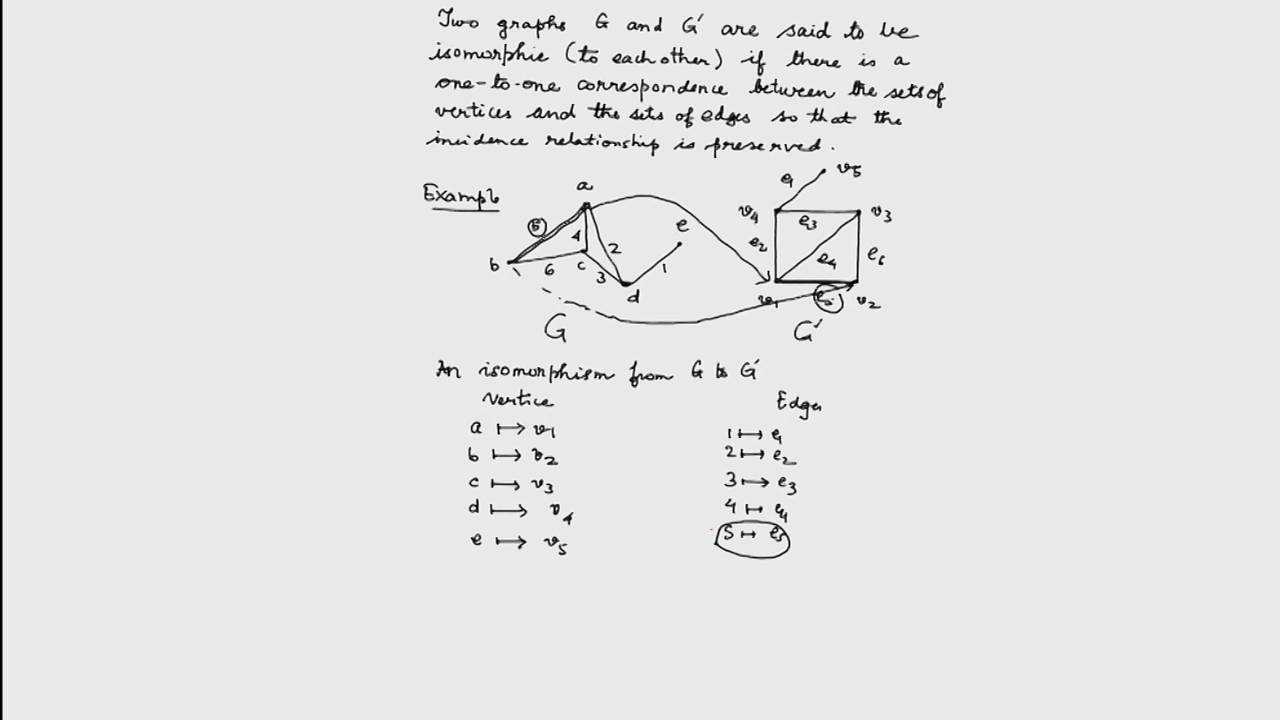 Two graphs G and G′ are said to be
isomorphic (to each other) if there is a
one-to-one correspondence between the sets of
vertices and the sets of edges so that the
incidence relationship is preserved.
Example
a
b
c
d
e
5
4
2
6
3
1
G
e1
v5
v4
e3
v3
e2
e4
e6
v1
e5
v2
G′
An isomorphism from G to G′
Vertice
Edges
a ↦ v1
1 ↦ e1
b ↦ v2
2 ↦ e2
c ↦ v3
3 ↦ e3
d ↦ v4
4 ↦ e4
e ↦ v5
5 ↦ e5